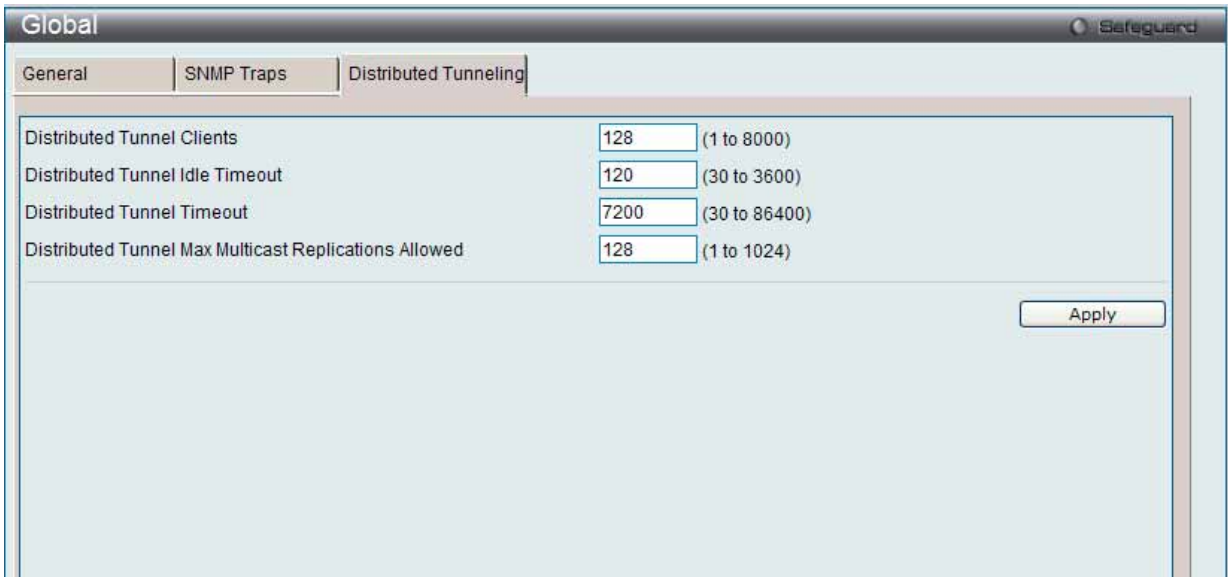 Global
Safeguard
General SNMP Traps Distributed Tunneling
Distributed Tunnel Clients 128 (1 to 8000)
Distributed Tunnel Idle Timeout 120 (30 to 3600)
Distributed Tunnel Timeout 7200 (30 to 86400)
Distributed Tunnel Max Multicast Replications Allowed 128 (1 to 1024)
Apply